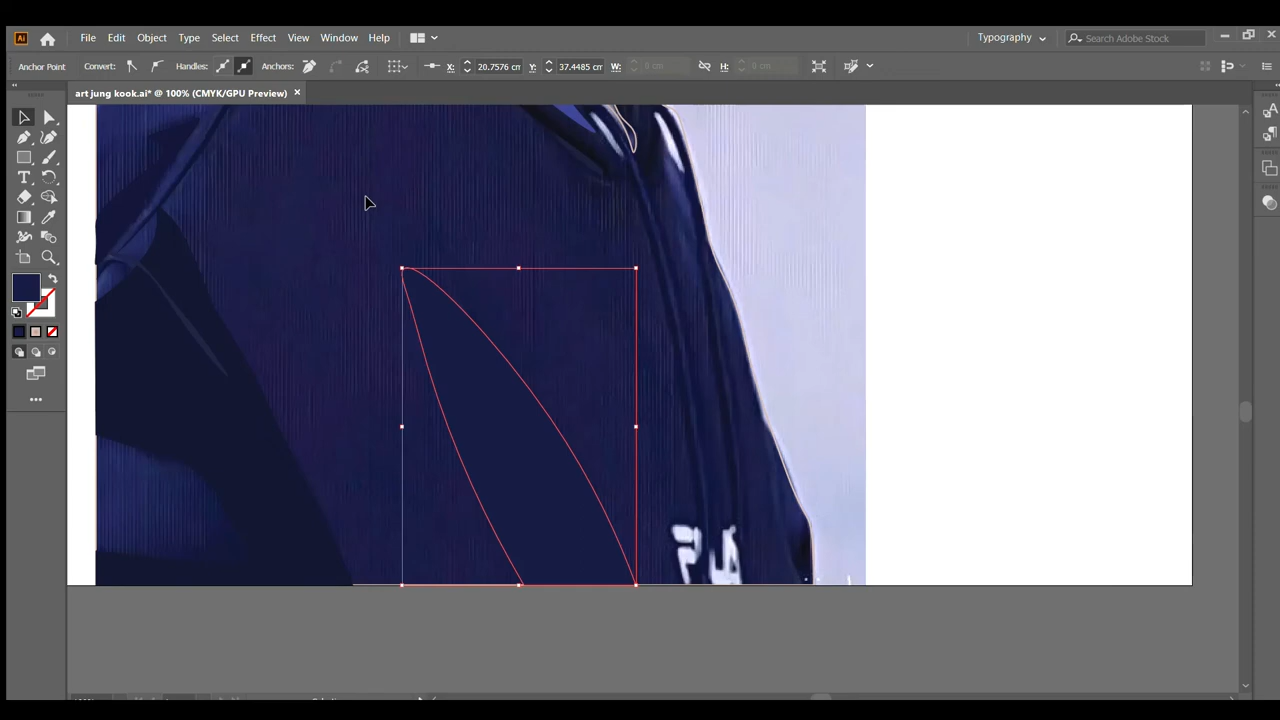 Ai File Edit Object Type Select Effect View Window Help Typography Search Adobe Stock
Anchor Point Convert: Handles: Anchors: X: 20.7576 cm Y: 37.4485 cm W: 0 cm H: 0 cm
art jung kook.ai* @ 100% (CMYK/GPU Preview) ×